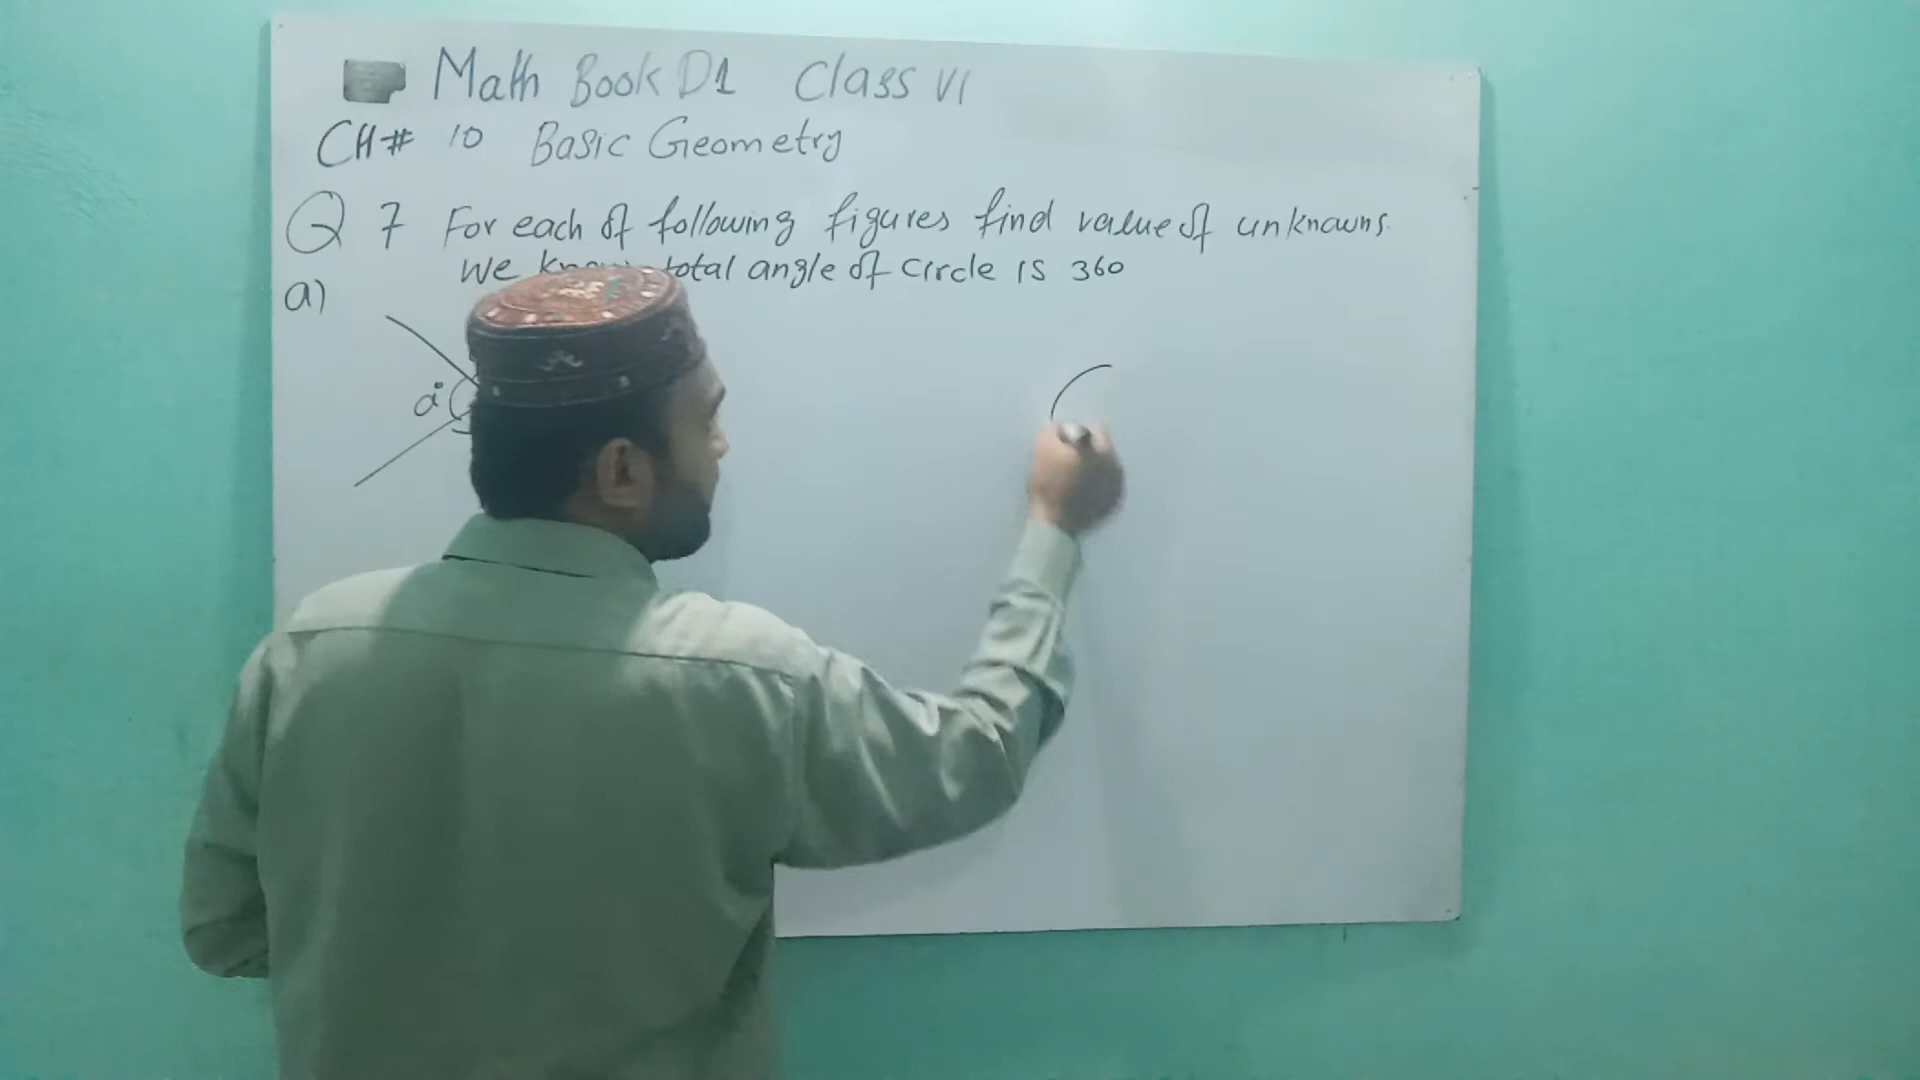 Math Book D1 Class VI
CH# 10 Basic Geometry
Q 7 For each of following figures find value of unknowns.
We know total angle of circle is 360
a)
a°